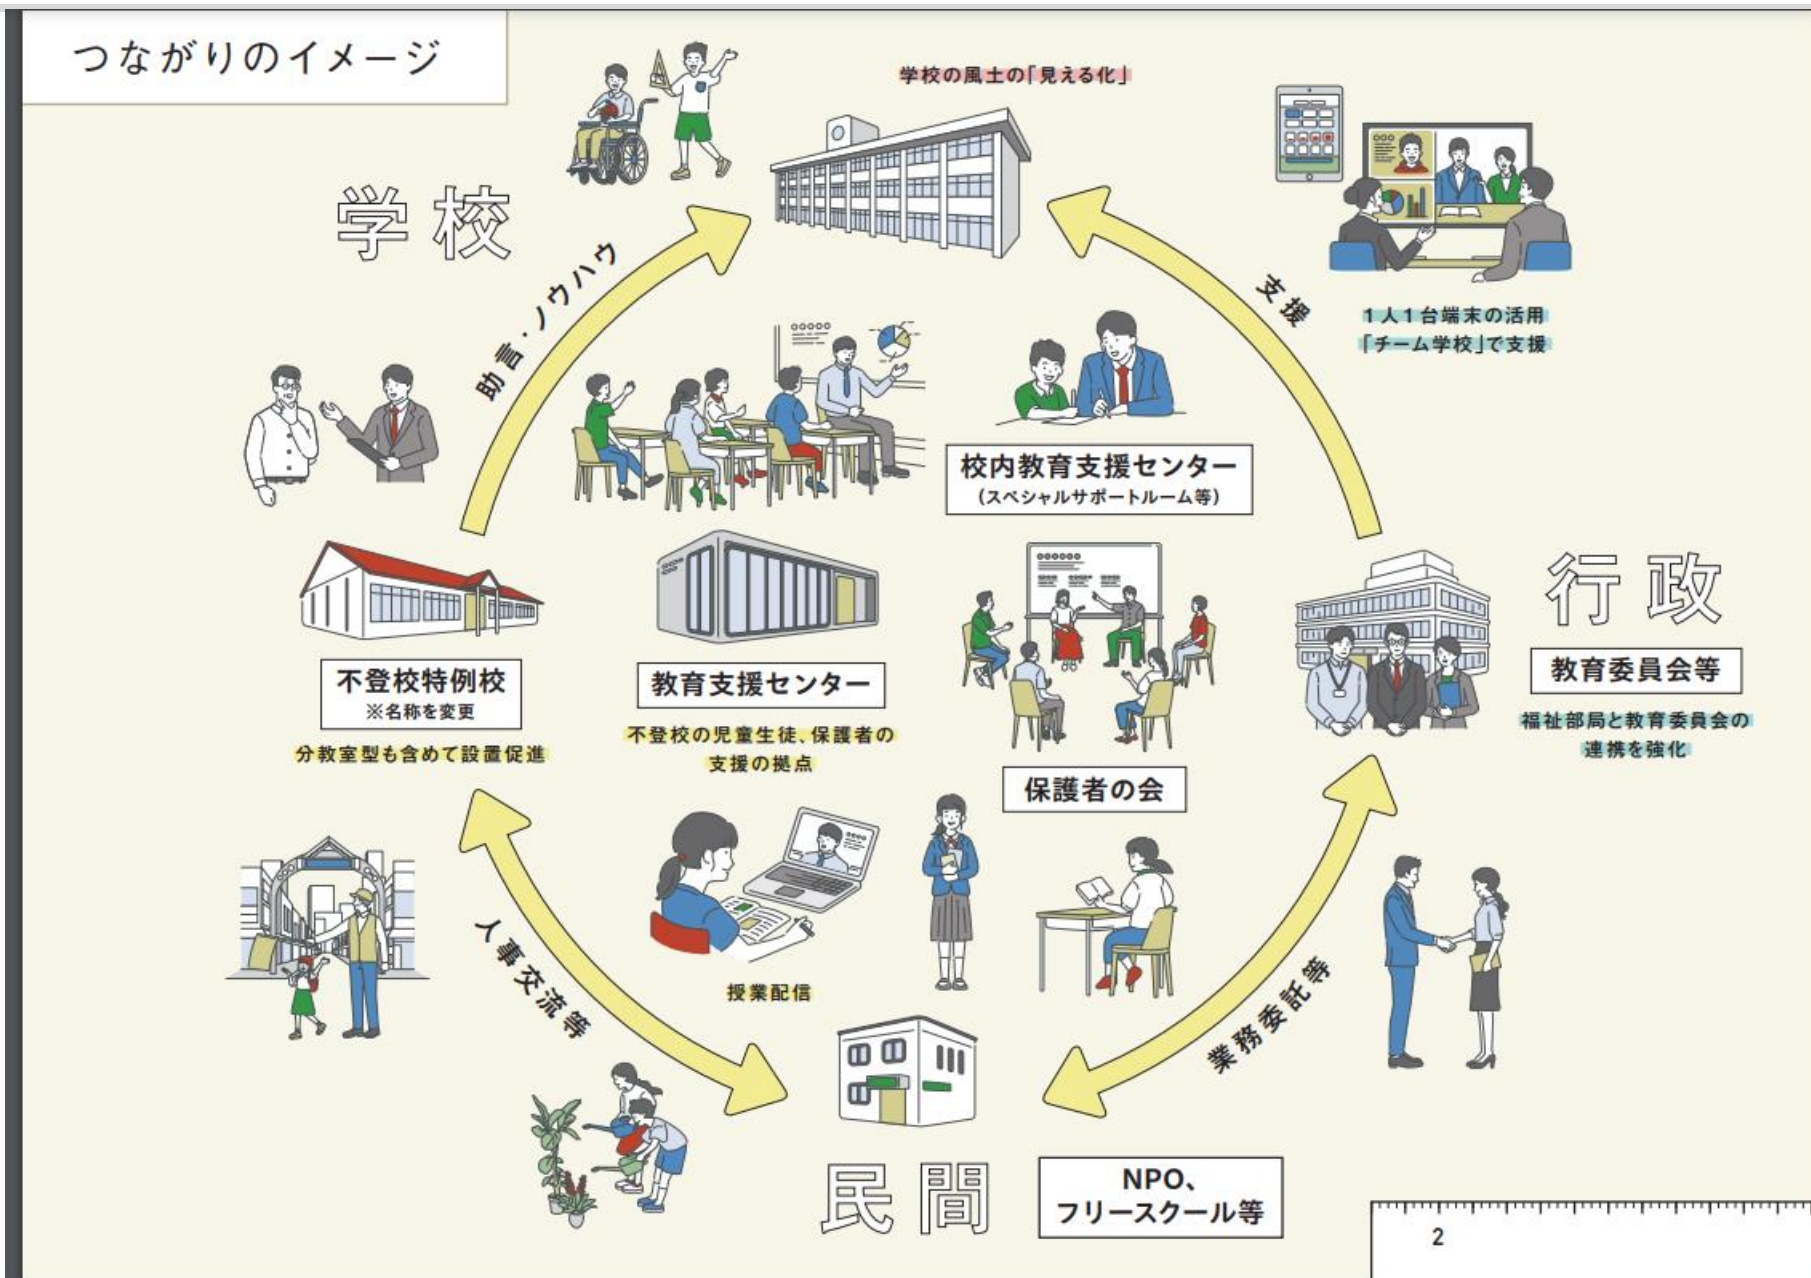 つながりのイメージ
学校の風土の「見える化」
学校
助言・ノウハウ
支援
1人1台端末の活用
「チーム学校」で支援
校内教育支援センター
(スペシャルサポートルーム等)
行政
教育委員会等
福祉部局と教育委員会の
連携を強化
不登校特例校
※名称を変更
分教室型も含めて設置促進
教育支援センター
不登校の児童生徒、保護者の
支援の拠点
保護者の会
人事交流等
授業配信
業務委託等
民間
NPO、
フリースクール等
2